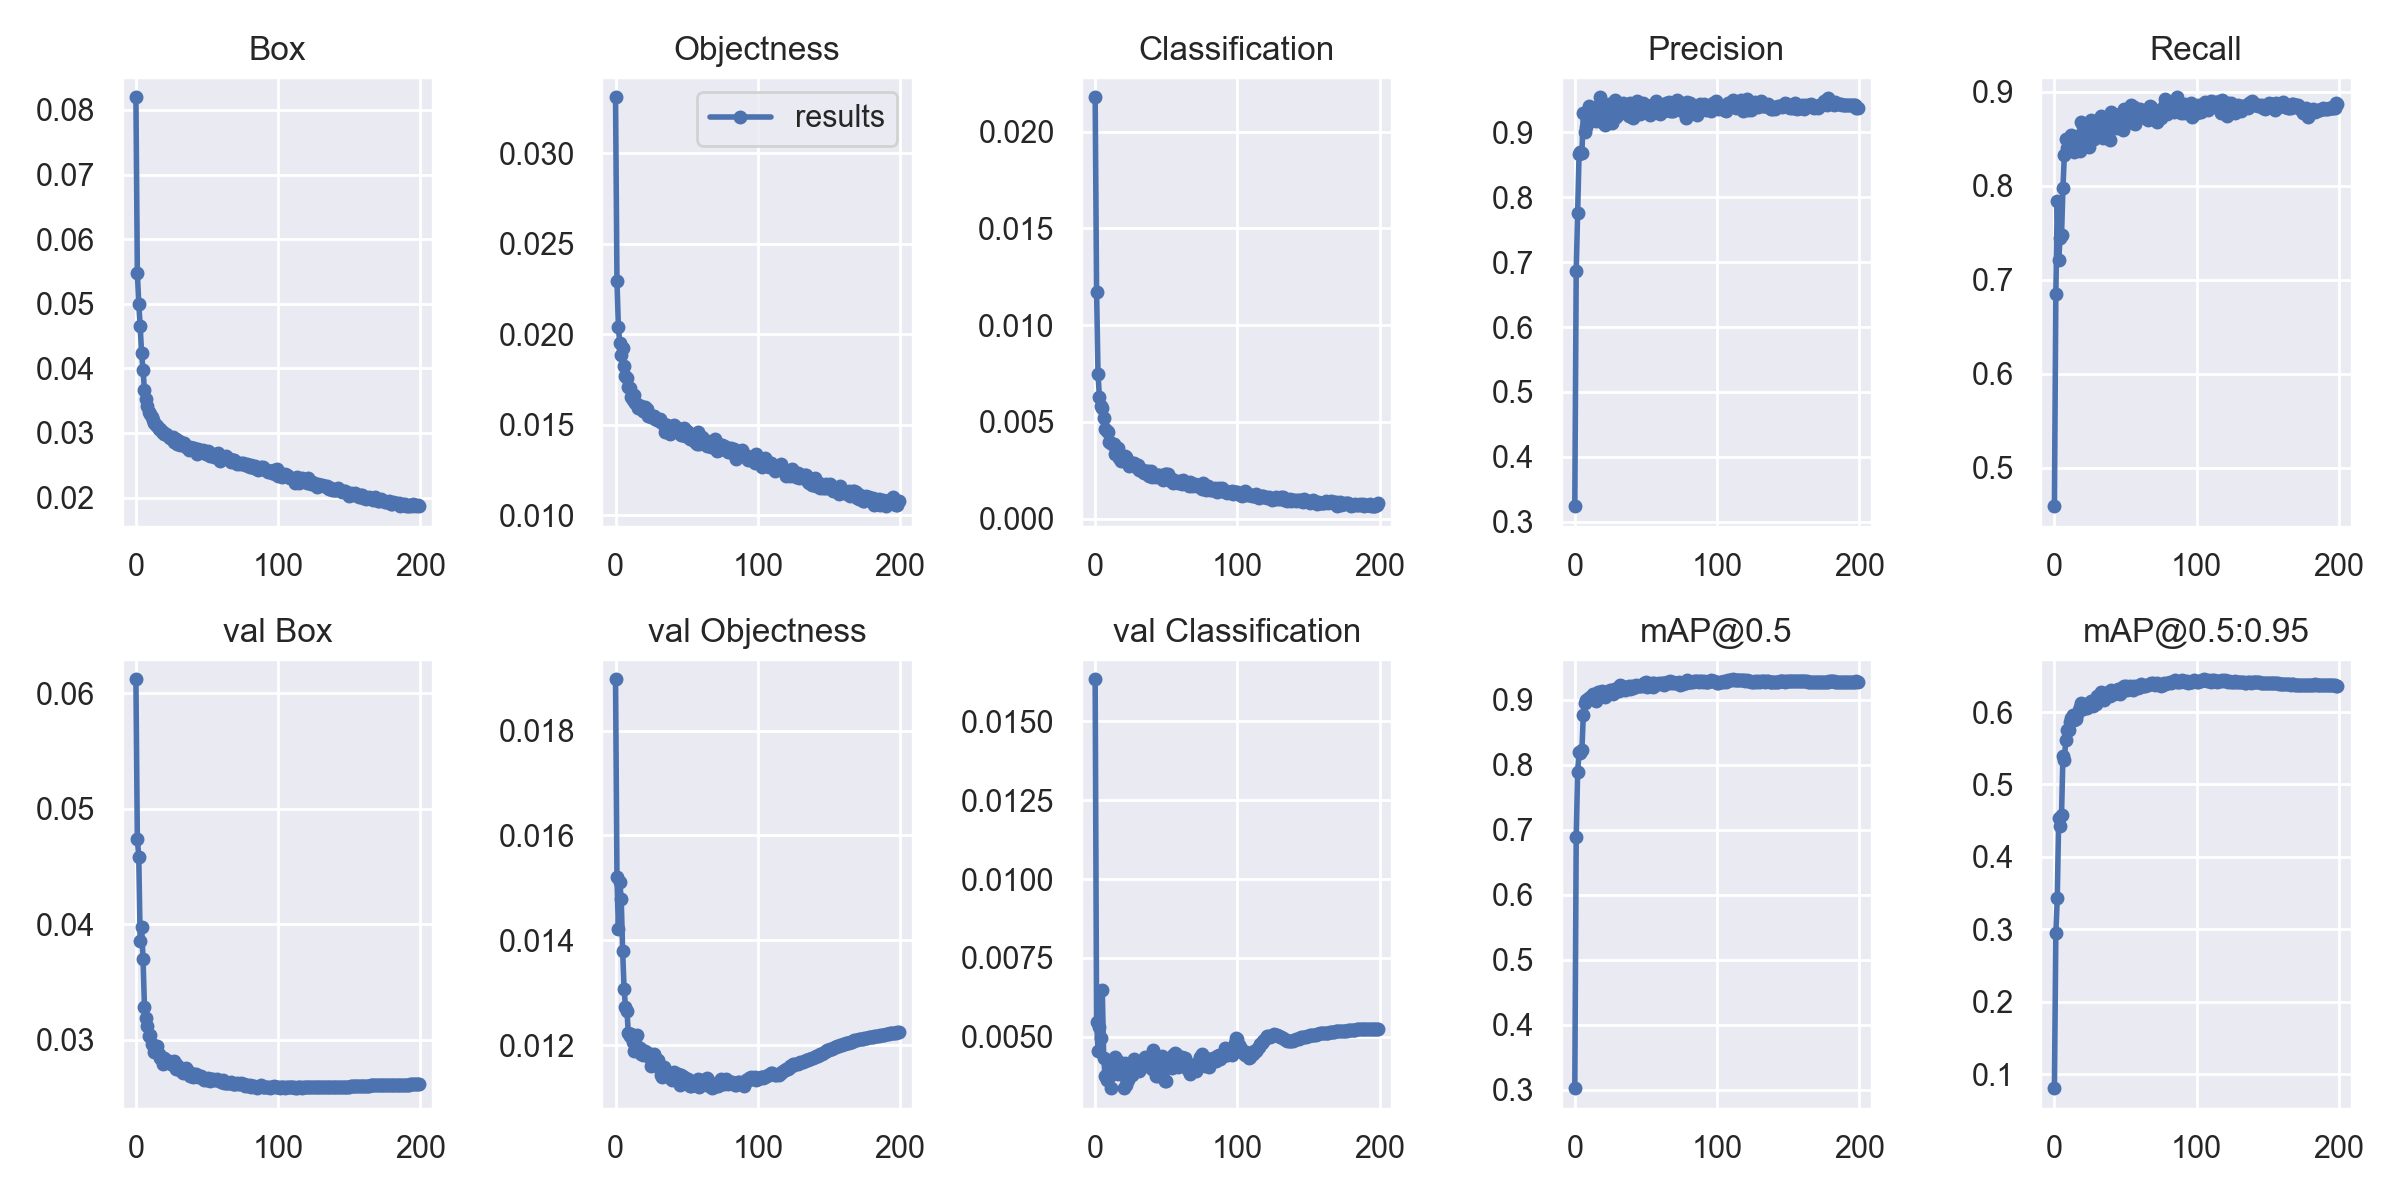 Box
0.08
0.07
0.06
0.05
0.04
0.03
0.02
0 100 200
Objectness
results
0.030
0.025
0.020
0.015
0.010
0 100 200
Classification
0.020
0.015
0.010
0.005
0.000
0 100 200
Precision
0.9
0.8
0.7
0.6
0.5
0.4
0.3
0 100 200
Recall
0.9
0.8
0.7
0.6
0.5
0 100 200
val Box
0.06
0.05
0.04
0.03
0 100 200
val Objectness
0.018
0.016
0.014
0.012
0 100 200
val Classification
0.0150
0.0125
0.0100
0.0075
0.0050
0 100 200
mAP@0.5
0.9
0.8
0.7
0.6
0.5
0.4
0.3
0 100 200
mAP@0.5:0.95
0.6
0.5
0.4
0.3
0.2
0.1
0 100 200